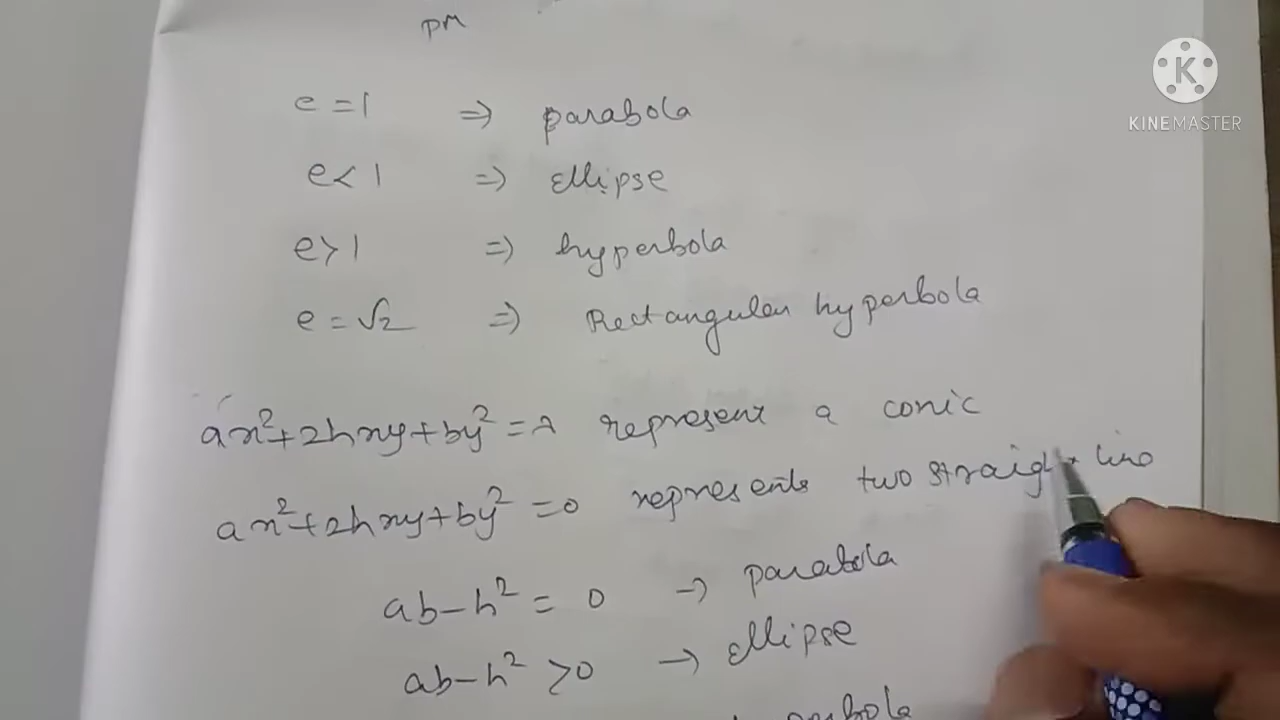 PM
K
KINEMASTER
e = 1 => parabola
e < 1 => Ellipse
e > 1 => hyperbola
e = √2 => Rectangular hyperbola
ax²+2hxy+by² = λ represent a conic
ax²+2hxy+by² = 0 represents two straight line
ab-h² = 0 → parabola
ab-h² >0 → ellipse